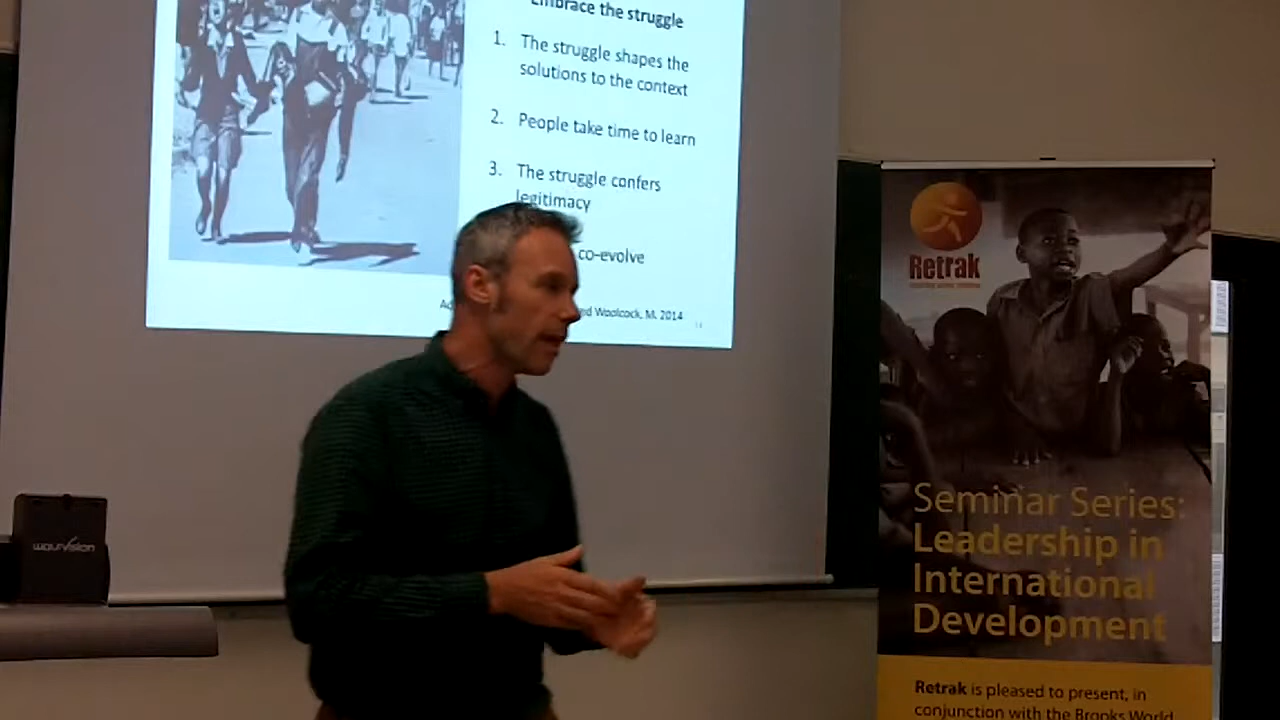 Embrace the struggle
1. The struggle shapes the
solutions to the context
2. People take time to learn
3. The struggle confers
legitimacy
co-evolve
Woolcock, M. 2014
14
wolfvision
Retrak
Seminar Series:
Leadership in
International
Development
Retrak is pleased to present, in
conjunction with the Brooks World